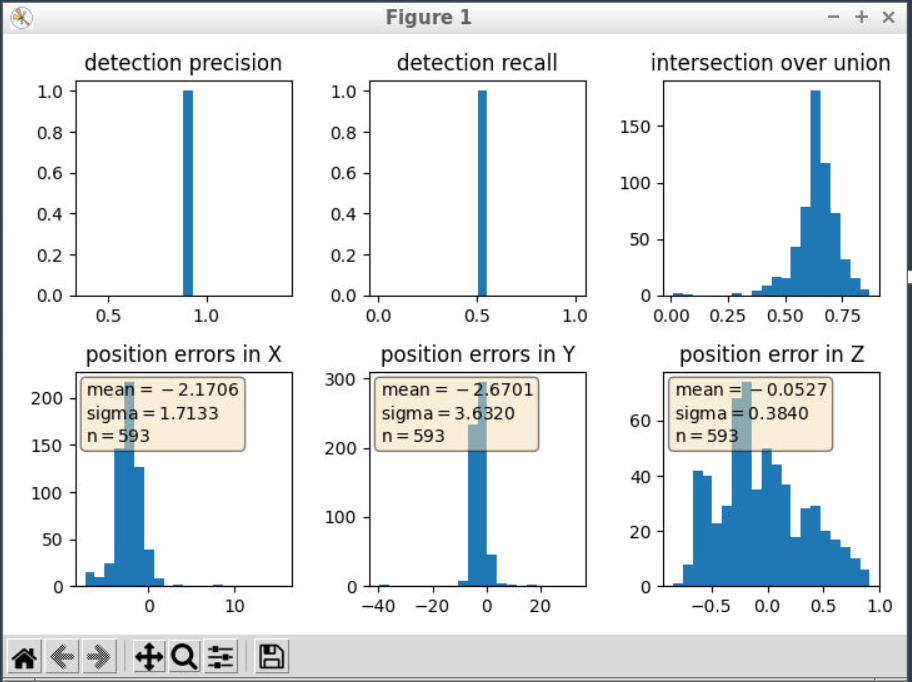 Figure 1
detection precision
detection recall
intersection over union
1.0
0.8
0.6
0.4
0.2
0.0
0.5 1.0
1.0
0.8
0.6
0.4
0.2
0.0
0.0 0.5 1.0
150
100
50
0
0.00 0.25 0.50 0.75
position errors in X
position errors in Y
position error in Z
mean = −2.1706
sigma = 1.7133
n = 593
200
150
100
50
0
0 10
mean = −2.6701
sigma = 3.6320
n = 593
300
200
100
0
−40 −20 0 20
mean = −0.0527
sigma = 0.3840
n = 593
60
40
20
0
−0.5 0.0 0.5 1.0